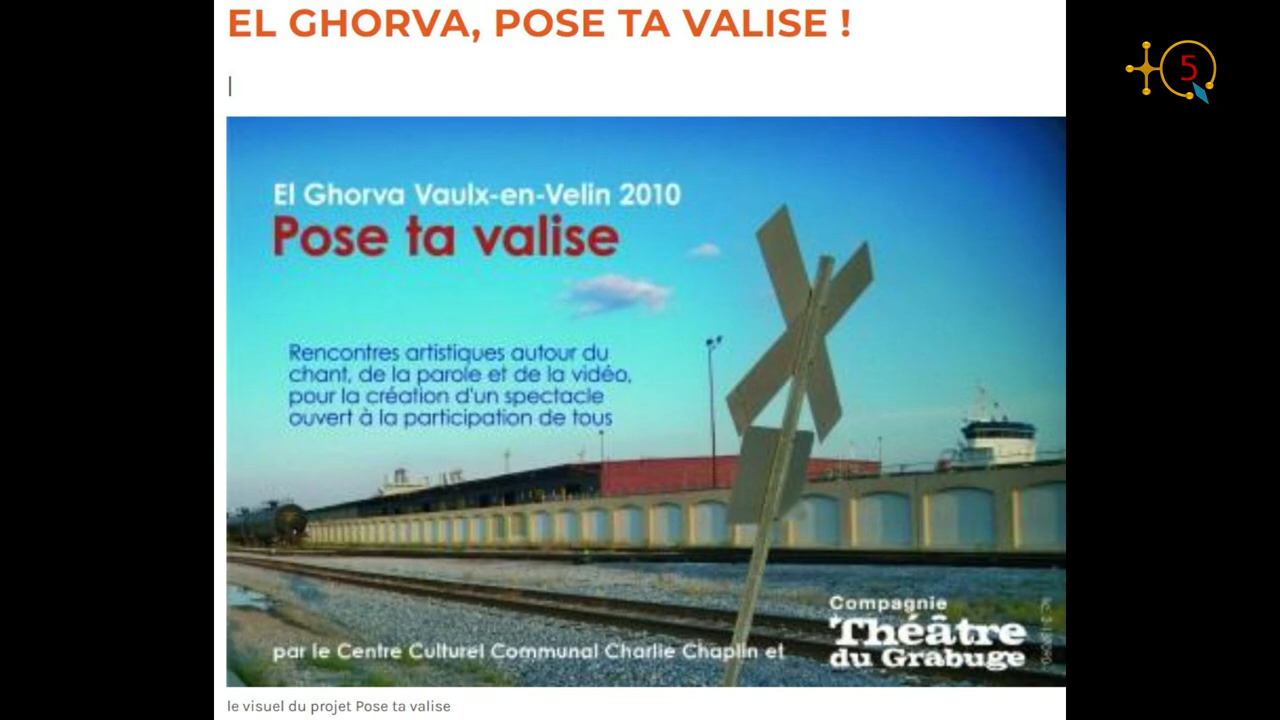 EL GHORVA, POSE TA VALISE !
5
El Ghorva Vaulx-en-Velin 2010
Pose ta valise
Rencontres artistiques autour du
chant, de la parole et de la vidéo,
pour la création d'un spectacle
ouvert à la participation de tous
par le Centre Culturel Communal Charlie Chaplin et
Compagnie
Théâtre
du Grabuge
le visuel du projet Pose ta valise